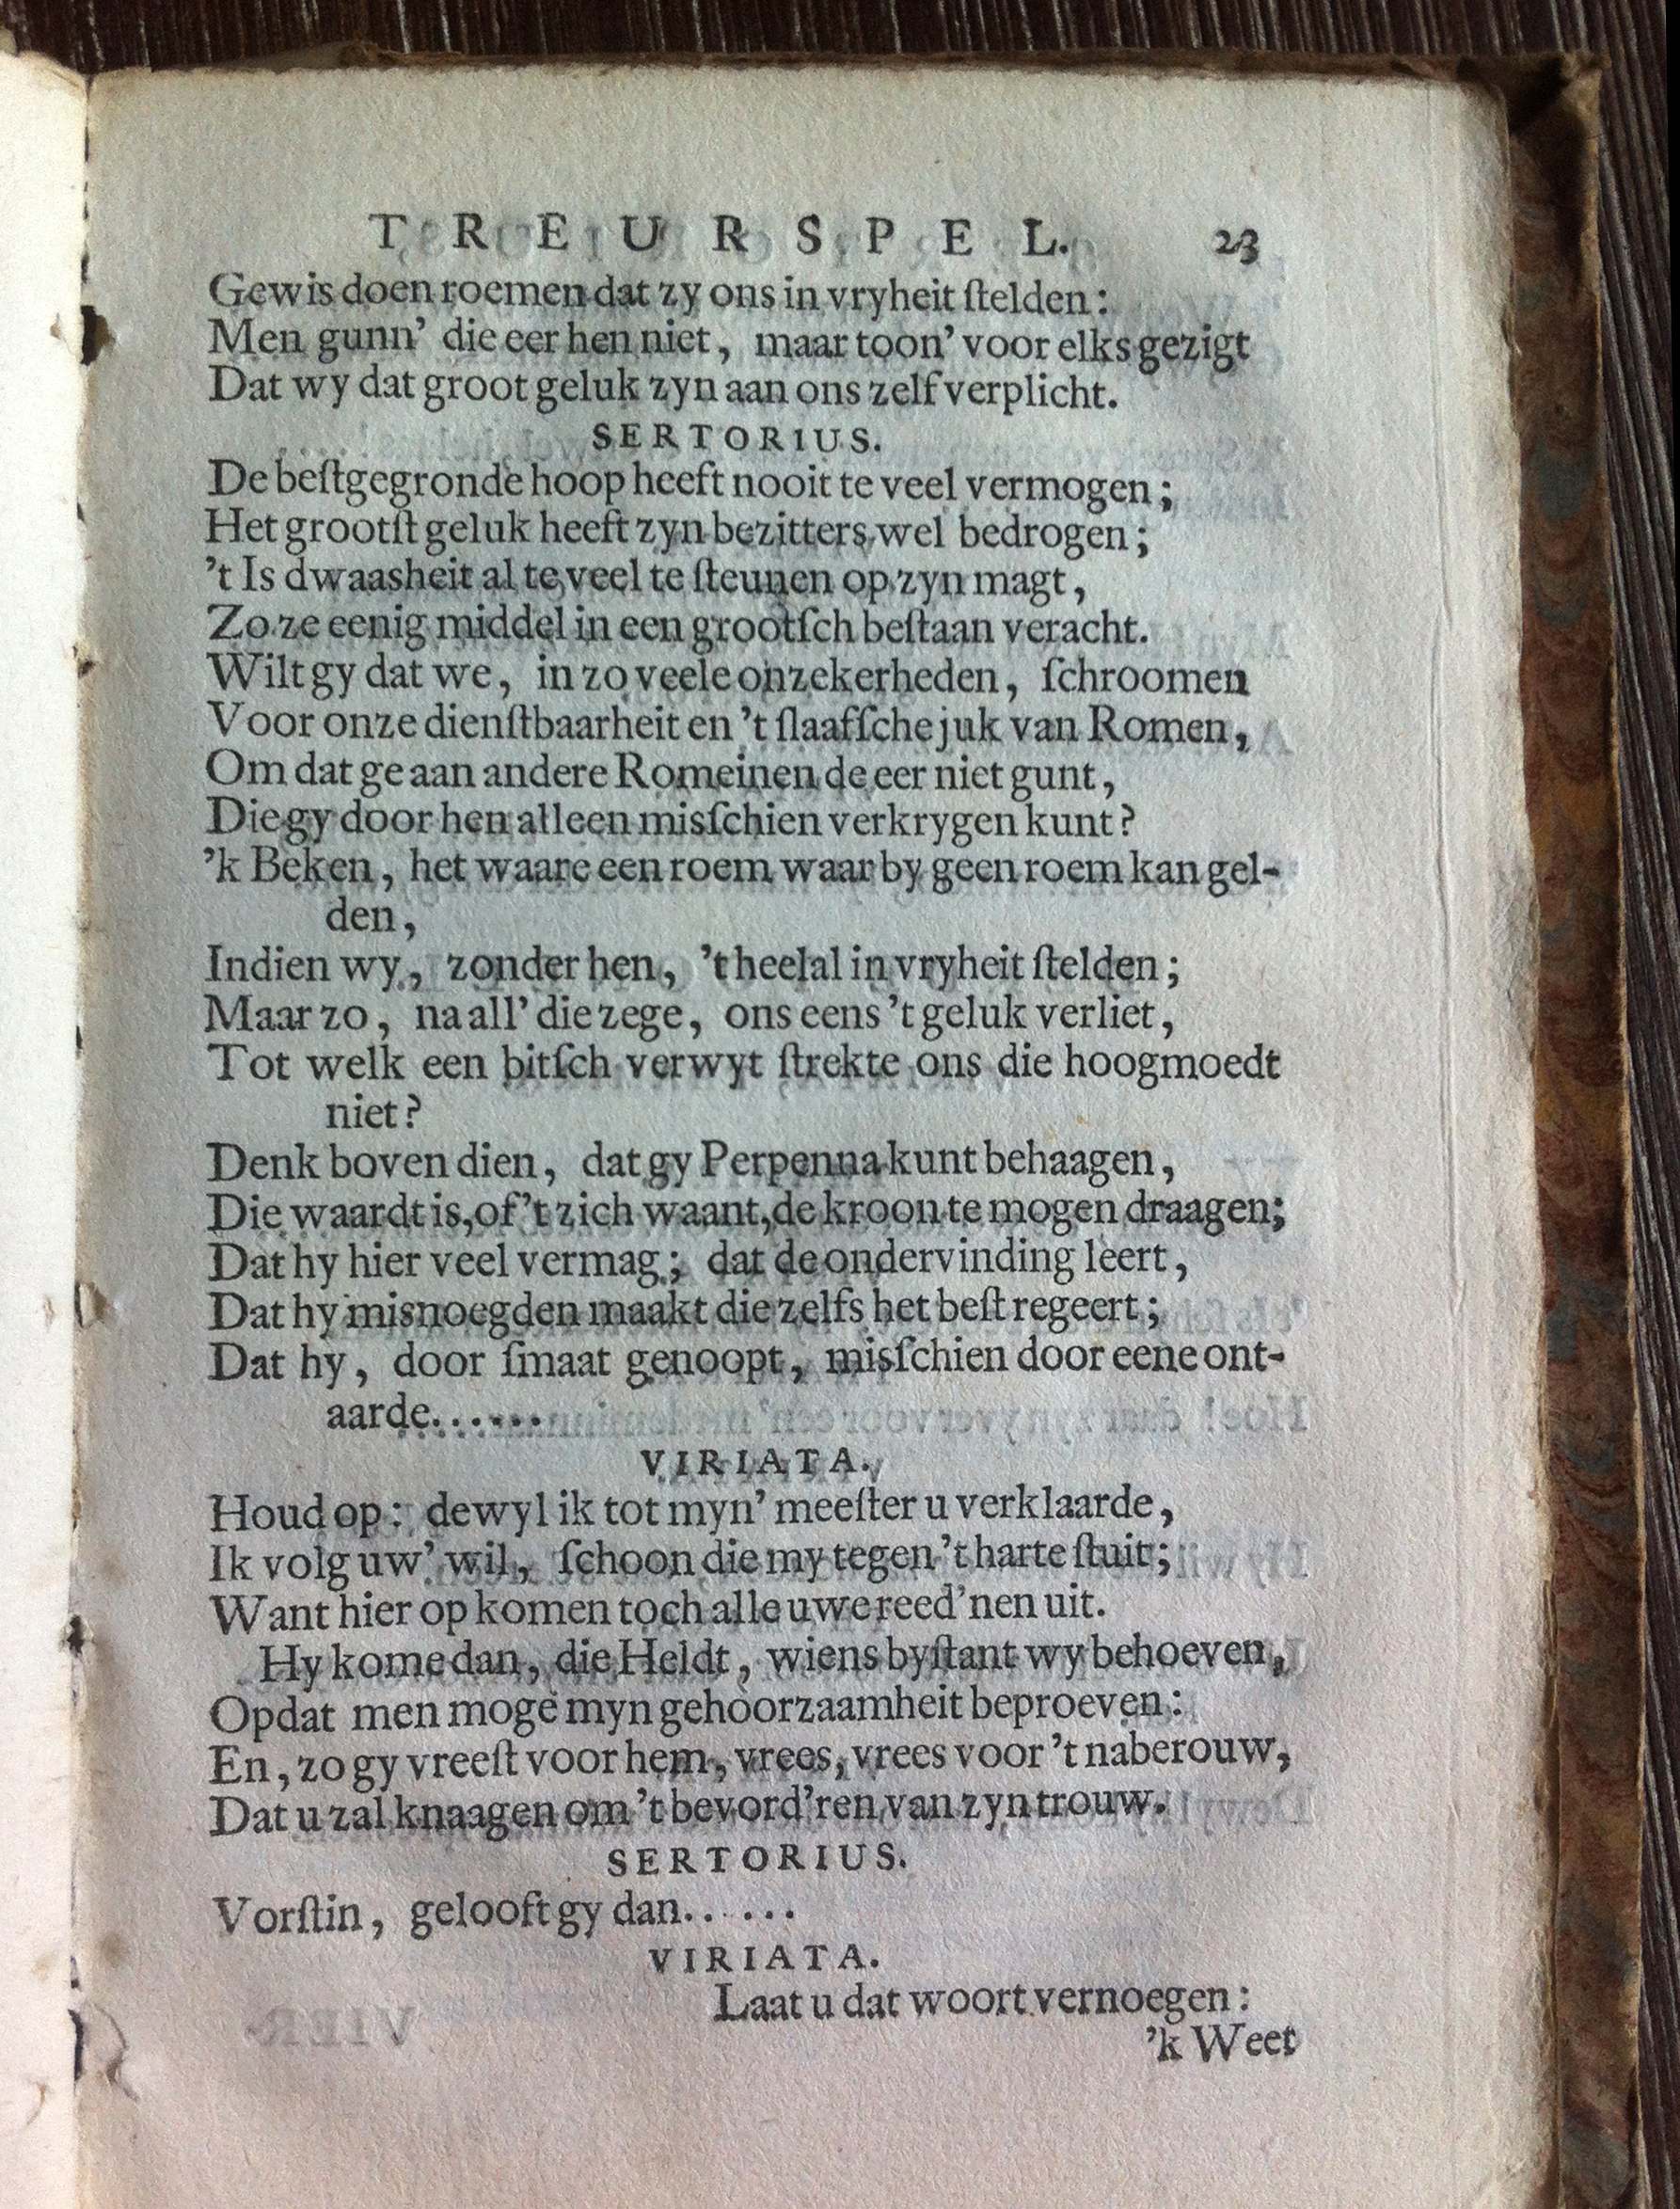 TREURSPEL. 23
Gewis doen roemen dat zy ons in vryheit ſtelden:
Men gunn’ die eer hen niet, maar toon’ voor elks gezigt
Dat wy dat groot geluk zyn aan ons zelf verplicht.
SERTORIUS.
De beſtgegronde hoop heeft nooit te veel vermogen;
Het grootſt geluk heeft zyn bezitters wel bedrogen;
’t Is dwaasheit al te veel te ſteunen op zyn magt,
Zo ze eenig middel in een grootſch beſtaan veracht.
Wilt gy dat we, in zo veele onzekerheden, ſchroomen
Voor onze dienſtbaarheit en ’t ſlaafſche juk van Romen,
Om dat ge aan andere Romeinen de eer niet gunt,
Die gy door hen alleen misſchien verkrygen kunt?
’k Beken, het waare een roem waar by geen roem kan gel-
den,
Indien wy, zonder hen, ’t heelal in vryheit ſtelden;
Maar zo, na all’ die zege, ons eens ’t geluk verliet,
Tot welk een bitſch verwyt ſtrekte ons die hoogmoedt
niet?
Denk boven dien, dat gy Perpenna kunt behaagen,
Die waardt is, of ’t zich waant, de kroon te mogen draagen;
Dat hy hier veel vermag; dat de ondervinding leert,
Dat hy misnoegden maakt die zelfs het beſt regeert;
Dat hy, door ſmaat genoopt, misſchien door eene ont-
aarde......
VIRIATA.
Houd op: dewyl ik tot myn’ meeſter u verklaarde,
Ik volg uw’ wil, ſchoon die my tegen ’t harte ſtuit;
Want hier op komen toch alle uwe reed’nen uit.
Hy kome dan, die Heldt, wiens byſtant wy behoeven,
Opdat men moge myn gehoorzaamheit beproeven:
En, zo gy vreeſt voor hem, vrees, vrees voor ’t naberouw,
Dat u zal knaagen om ’t bevord’ren van zyn trouw.
SERTORIUS.
Vorſtin, gelooft gy dan......
VIRIATA.
Laat u dat woort vernoegen:
’k Weet